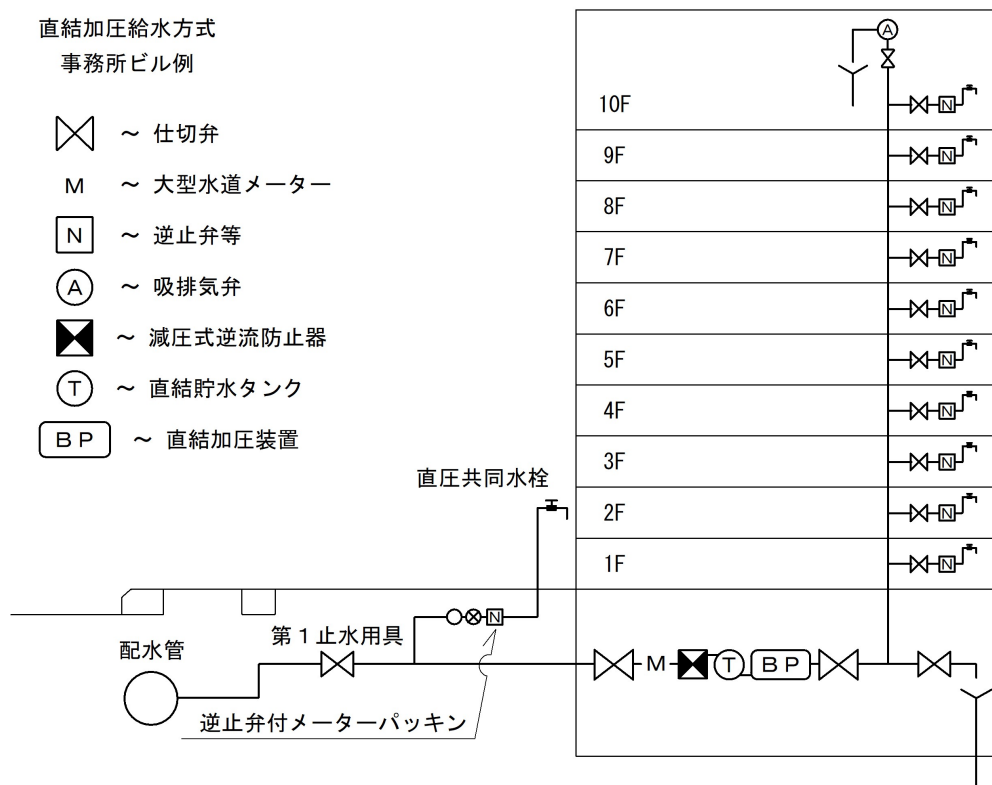 直結加圧給水方式
事務所ビル例
～ 仕切弁
M ～ 大型水道メーター
N ～ 逆止弁等
A ～ 吸排気弁
～ 減圧式逆流防止器
T ～ 直結貯水タンク
BP ～ 直結加圧装置
A
10F N
9F N
8F N
7F N
6F N
5F N
4F N
3F N
2F N
1F N
直圧共同水栓
N
第1止水用具
配水管
M T BP
逆止弁付メーターパッキン